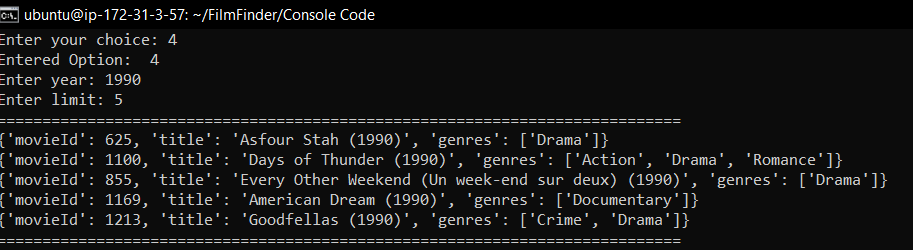 ubuntu@ip-172-31-3-57: ~/FilmFinder/Console Code
Enter your choice: 4
Entered Option:  4
Enter year: 1990
Enter limit: 5
================================================================================
{'movieId': 625, 'title': 'Asfour Stah (1990)', 'genres': ['Drama']}
{'movieId': 1100, 'title': 'Days of Thunder (1990)', 'genres': ['Action', 'Drama', 'Romance']}
{'movieId': 855, 'title': 'Every Other Weekend (Un week-end sur deux) (1990)', 'genres': ['Drama']}
{'movieId': 1169, 'title': 'American Dream (1990)', 'genres': ['Documentary']}
{'movieId': 1213, 'title': 'Goodfellas (1990)', 'genres': ['Crime', 'Drama']}
================================================================================